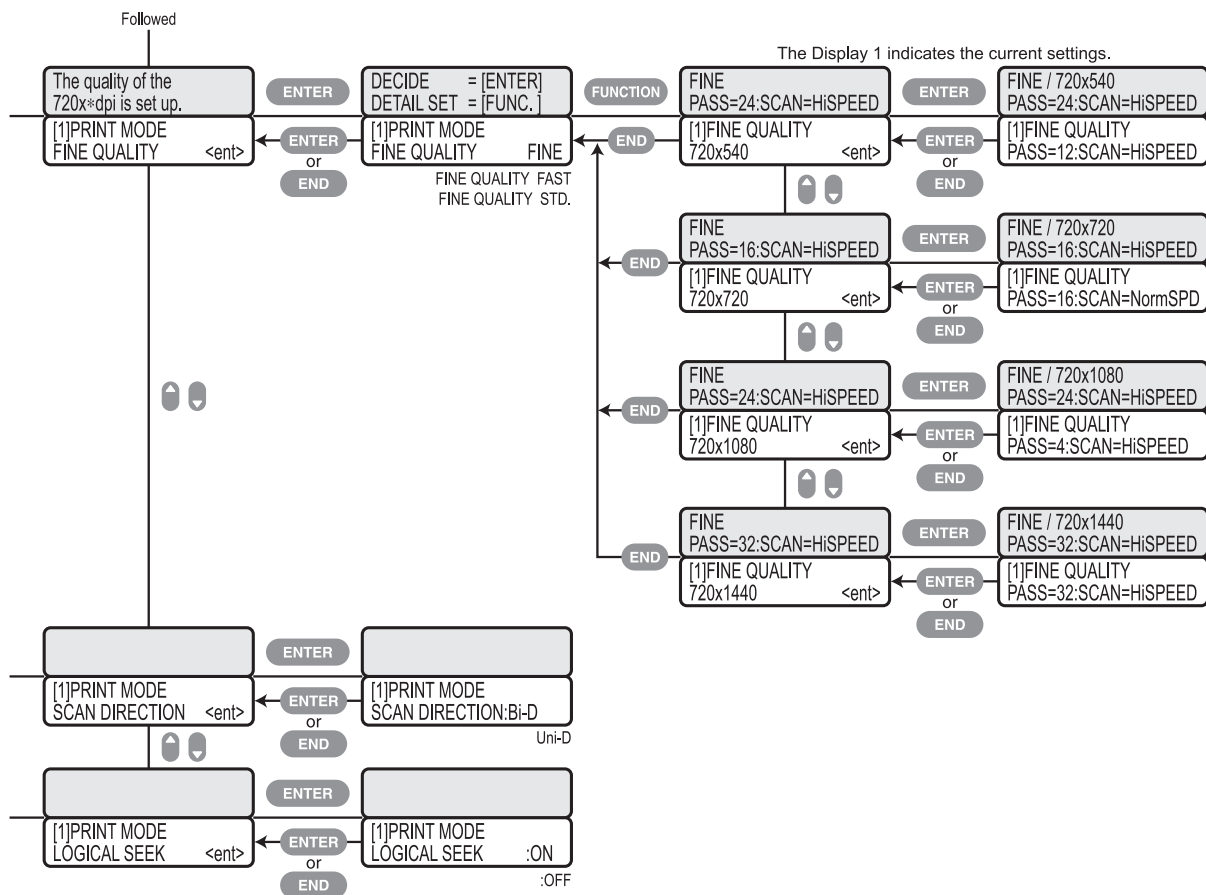 Followed
The Display 1 indicates the current settings.
The quality of the
720x*dpi is set up.
ENTER
DECIDE = [ENTER]
DETAIL SET = [FUNC. ]
FUNCTION
FINE
PASS=24:SCAN=HiSPEED
ENTER
FINE / 720x540
PASS=24:SCAN=HiSPEED
[1]PRINT MODE
FINE QUALITY <ent>
ENTER
or
END
[1]PRINT MODE
FINE QUALITY FINE
FINE QUALITY FAST
FINE QUALITY STD.
END
[1]FINE QUALITY
720x540 <ent>
ENTER
or
END
[1]FINE QUALITY
PASS=12:SCAN=HiSPEED
FINE
PASS=16:SCAN=HiSPEED
ENTER
FINE / 720x720
PASS=16:SCAN=HiSPEED
END
[1]FINE QUALITY
720x720 <ent>
ENTER
or
END
[1]FINE QUALITY
PASS=16:SCAN=NormSPD
FINE
PASS=24:SCAN=HiSPEED
ENTER
FINE / 720x1080
PASS=24:SCAN=HiSPEED
END
[1]FINE QUALITY
720x1080 <ent>
ENTER
or
END
[1]FINE QUALITY
PASS=4:SCAN=HiSPEED
FINE
PASS=32:SCAN=HiSPEED
ENTER
FINE / 720x1440
PASS=32:SCAN=HiSPEED
END
[1]FINE QUALITY
720x1440 <ent>
ENTER
or
END
[1]FINE QUALITY
PASS=32:SCAN=HiSPEED
ENTER
[1]PRINT MODE
SCAN DIRECTION <ent>
ENTER
or
END
[1]PRINT MODE
SCAN DIRECTION:Bi-D
Uni-D
ENTER
[1]PRINT MODE
LOGICAL SEEK <ent>
ENTER
or
END
[1]PRINT MODE
LOGICAL SEEK :ON
:OFF